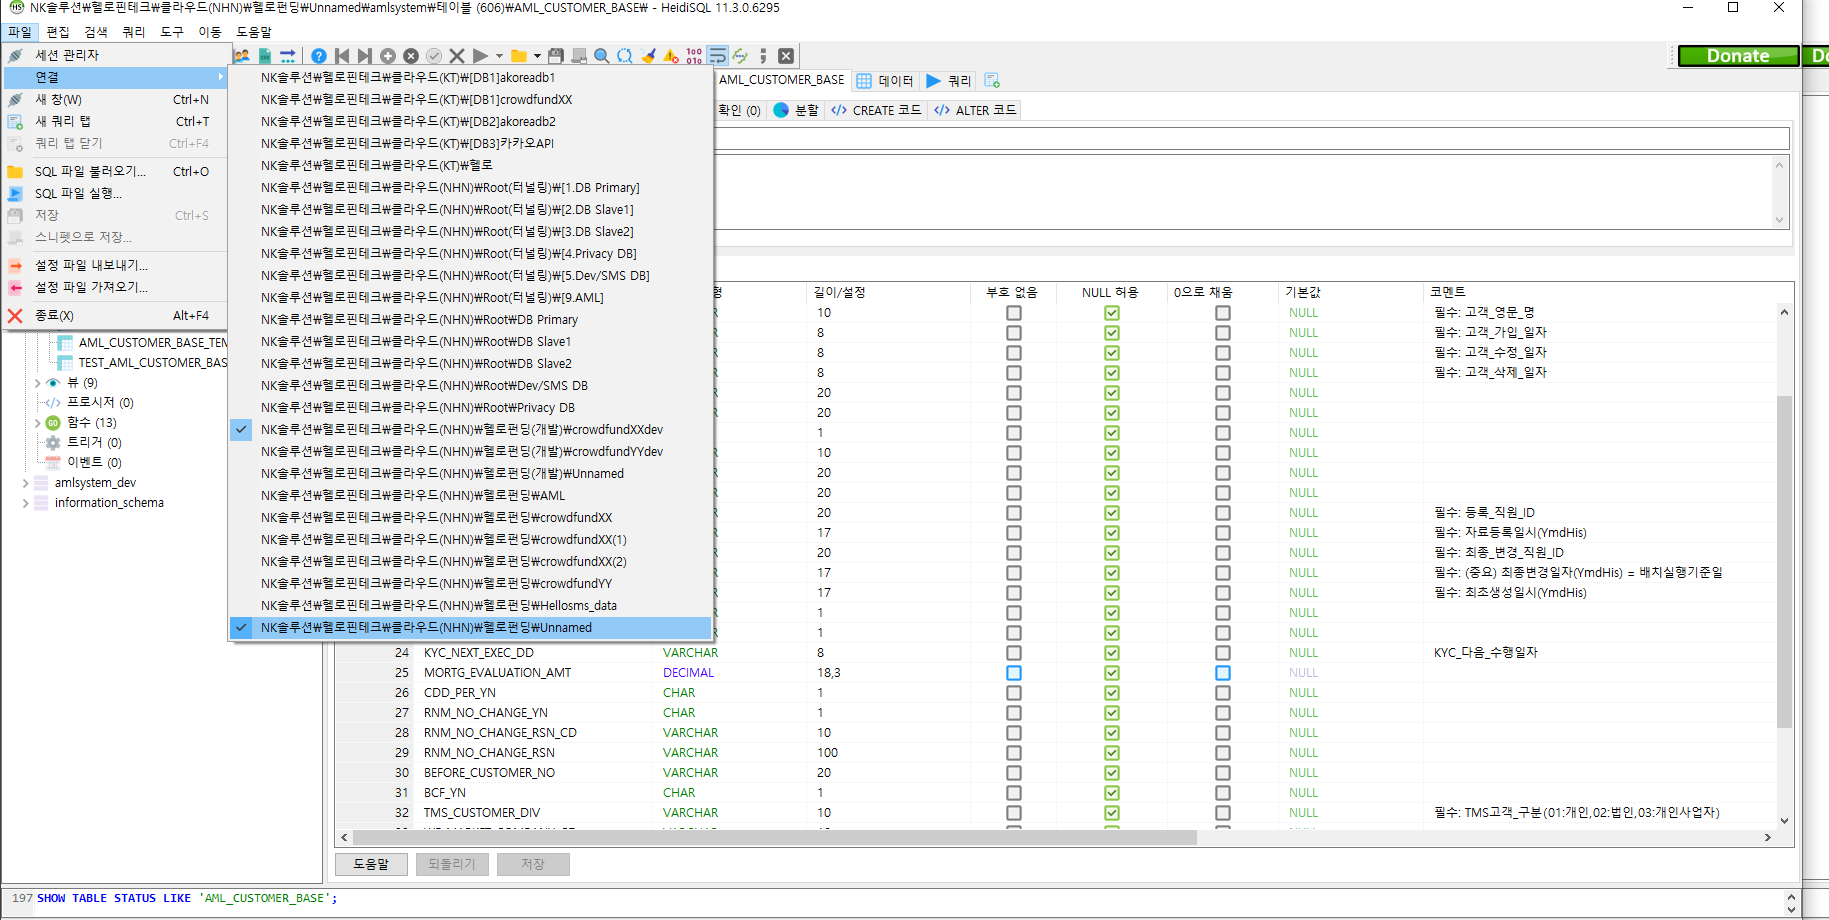 NK솔루션\헬로핀테크\클라우드(NHN)\헬로펀딩\Unnamed\amlsystem\테이블 (606)\AML_CUSTOMER_BASE\ - HeidiSQL 11.3.0.6295
파일 편집 검색 쿼리 도구 이동 도움말
Donate
세션 관리자
연결
새 창(W) Ctrl+N
새 쿼리 탭 Ctrl+T
쿼리 탭 닫기 Ctrl+F4
SQL 파일 불러오기... Ctrl+O
SQL 파일 실행...
저장 Ctrl+S
스니펫으로 저장...
설정 파일 내보내기...
설정 파일 가져오기...
종료(X) Alt+F4
NK솔루션\헬로핀테크\클라우드(KT)\[DB1]akoreadb1
NK솔루션\헬로핀테크\클라우드(KT)\[DB1]crowdfundXX
NK솔루션\헬로핀테크\클라우드(KT)\[DB2]akoreadb2
NK솔루션\헬로핀테크\클라우드(KT)\[DB3]카카오API
NK솔루션\헬로핀테크\클라우드(KT)\헬로
NK솔루션\헬로핀테크\클라우드(NHN)\Root(터널링)\[1.DB Primary]
NK솔루션\헬로핀테크\클라우드(NHN)\Root(터널링)\[2.DB Slave1]
NK솔루션\헬로핀테크\클라우드(NHN)\Root(터널링)\[3.DB Slave2]
NK솔루션\헬로핀테크\클라우드(NHN)\Root(터널링)\[4.Privacy DB]
NK솔루션\헬로핀테크\클라우드(NHN)\Root(터널링)\[5.Dev/SMS DB]
NK솔루션\헬로핀테크\클라우드(NHN)\Root(터널링)\[9.AML]
NK솔루션\헬로핀테크\클라우드(NHN)\Root\DB Primary
NK솔루션\헬로핀테크\클라우드(NHN)\Root\DB Slave1
NK솔루션\헬로핀테크\클라우드(NHN)\Root\DB Slave2
NK솔루션\헬로핀테크\클라우드(NHN)\Root\Dev/SMS DB
NK솔루션\헬로핀테크\클라우드(NHN)\Root\Privacy DB
NK솔루션\헬로핀테크\클라우드(NHN)\헬로펀딩(개발)\crowdfundXXdev
NK솔루션\헬로핀테크\클라우드(NHN)\헬로펀딩(개발)\crowdfundYYdev
NK솔루션\헬로핀테크\클라우드(NHN)\헬로펀딩(개발)\Unnamed
NK솔루션\헬로핀테크\클라우드(NHN)\헬로펀딩\AML
NK솔루션\헬로핀테크\클라우드(NHN)\헬로펀딩\crowdfundXX
NK솔루션\헬로핀테크\클라우드(NHN)\헬로펀딩\crowdfundXX(1)
NK솔루션\헬로핀테크\클라우드(NHN)\헬로펀딩\crowdfundXX(2)
NK솔루션\헬로핀테크\클라우드(NHN)\헬로펀딩\crowdfundYY
NK솔루션\헬로핀테크\클라우드(NHN)\헬로펀딩\Hellosms_data
NK솔루션\헬로핀테크\클라우드(NHN)\헬로펀딩\Unnamed
AML_CUSTOMER_BASE_TEM
TEST_AML_CUSTOMER_BAS
뷰 (9)
프로시저 (0)
함수 (13)
트리거 (0)
이벤트 (0)
amlsystem_dev
information_schema
AML_CUSTOMER_BASE 데이터 쿼리
확인 (0) 분할 CREATE 코드 ALTER 코드
형 길이/설정 부호 없음 NULL 허용 0으로 채움 기본값 코멘트
10 NULL 필수: 고객_영문_명
8 NULL 필수: 고객_가입_일자
8 NULL 필수: 고객_수정_일자
8 NULL 필수: 고객_삭제_일자
20 NULL
20 NULL
1 NULL
10 NULL
20 NULL
20 NULL
20 NULL 필수: 등록_직원_ID
17 NULL 필수: 자료등록일시(YmdHis)
20 NULL 필수: 최종_변경_직원_ID
17 NULL 필수: (중요) 최종변경일자(YmdHis) = 배치실행기준일
17 NULL 필수: 최초생성일시(YmdHis)
1 NULL
1 NULL
24 KYC_NEXT_EXEC_DD VARCHAR 8 NULL KYC_다음_수행일자
25 MORTG_EVALUATION_AMT DECIMAL 18,3 NULL
26 CDD_PER_YN CHAR 1 NULL
27 RNM_NO_CHANGE_YN CHAR 1 NULL
28 RNM_NO_CHANGE_RSN_CD VARCHAR 10 NULL
29 RNM_NO_CHANGE_RSN VARCHAR 100 NULL
30 BEFORE_CUSTOMER_NO VARCHAR 20 NULL
31 BCF_YN CHAR 1 NULL
32 TMS_CUSTOMER_DIV VARCHAR 10 NULL 필수: TMS고객_구분(01:개인,02:법인,03:개인사업자)
도움말 되돌리기 저장
197 SHOW TABLE STATUS LIKE 'AML_CUSTOMER_BASE';